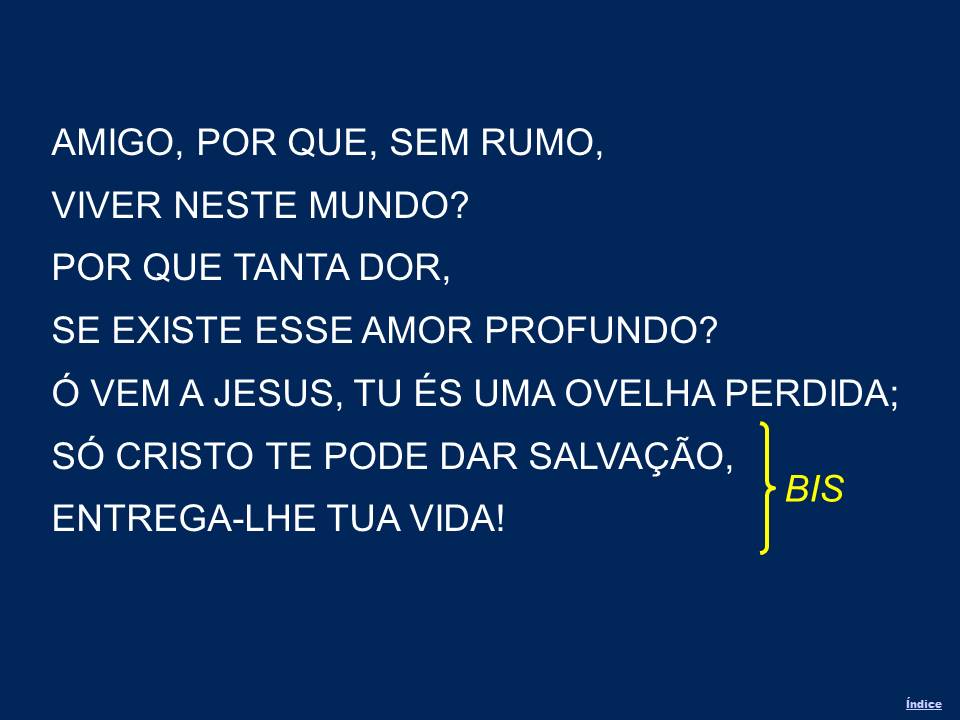 AMIGO, POR QUE, SEM RUMO,
VIVER NESTE MUNDO?
POR QUE TANTA DOR,
SE EXISTE ESSE AMOR PROFUNDO?
Ó VEM A JESUS, TU ÉS UMA OVELHA PERDIDA;
SÓ CRISTO TE PODE DAR SALVAÇÃO,
BIS
ENTREGA-LHE TUA VIDA!
Índice